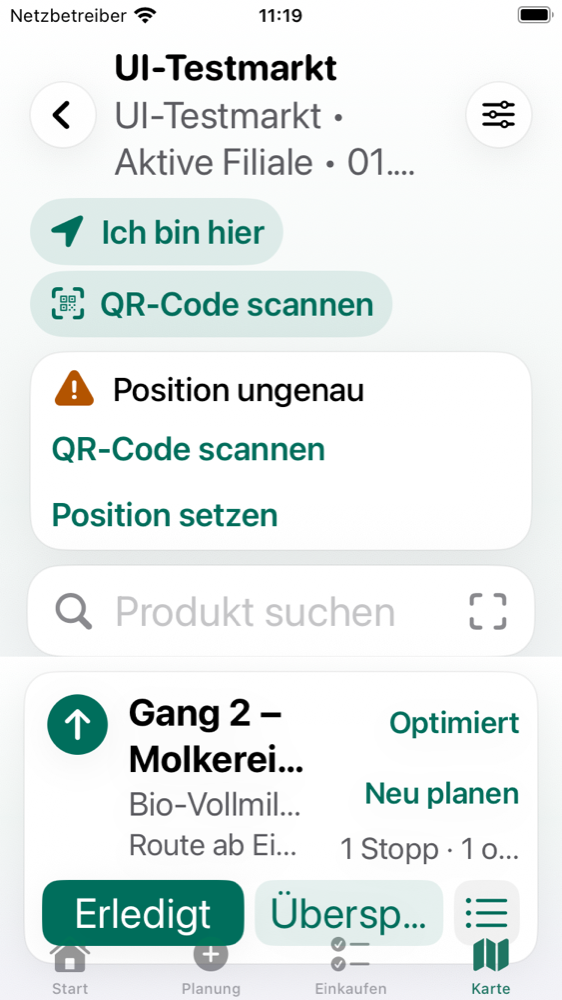 Netzbetreiber 11:19
UI-Testmarkt
UI-Testmarkt •
Aktive Filiale • 01....
Ich bin hier
QR-Code scannen
Position ungenau
QR-Code scannen
Position setzen
Produkt suchen
Gang 2 –
Molkerei...
Optimiert
Bio-Vollmil...
Neu planen
Route ab Ei...
1 Stopp · 1 o...
Erledigt
Übersp...
Start
Planung
Einkaufen
Karte